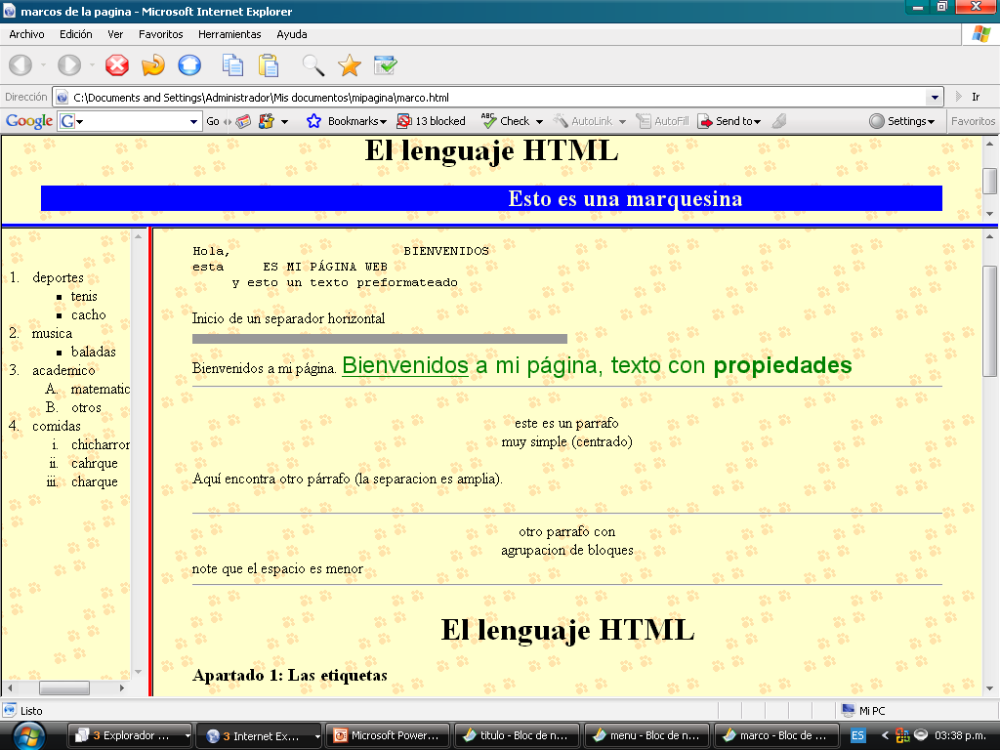 marcos de la pagina - Microsoft Internet Explorer
Archivo Edición Ver Favoritos Herramientas Ayuda
Dirección C:\Documents and Settings\Administrador\Mis documentos\mipagina\marco.html Ir
Google G Go Bookmarks 13 blocked ABC Check AutoLink AutoFill Send to Settings Favoritos
El lenguaje HTML
Esto es una marquesina
1. deportes
tenis
cacho
2. musica
baladas
3. academico
A. matematic
B. otros
4. comidas
i. chicharror
ii. cahrque
iii. charque
Hola, BIENVENIDOS
esta ES MI PÁGINA WEB
y esto un texto preformateado
Inicio de un separador horizontal
Bienvenidos a mi página. Bienvenidos a mi página, texto con propiedades
este es un parrafo
muy simple (centrado)
Aquí encontra otro párrafo (la separacion es amplia).
otro parrafo con
agrupacion de bloques
note que el espacio es menor
El lenguaje HTML
Apartado 1: Las etiquetas
Listo Mi PC
3 Explorador ... 3 Internet Ex... Microsoft Power... titulo - Bloc de n... menu - Bloc de n... marco - Bloc de ... ES 03:38 p.m.